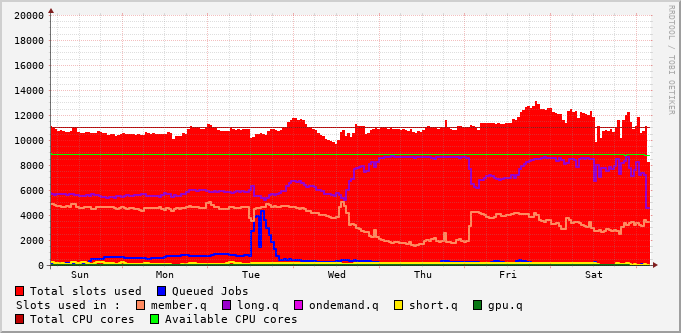 20000
18000
16000
14000
12000
10000
8000
6000
4000
2000
0
Sun Mon Tue Wed Thu Fri Sat
RRDTOOL / TOBI OETIKER
Total slots used Queued Jobs
Slots used in : member.q long.q ondemand.q short.q gpu.q
Total CPU cores Available CPU cores